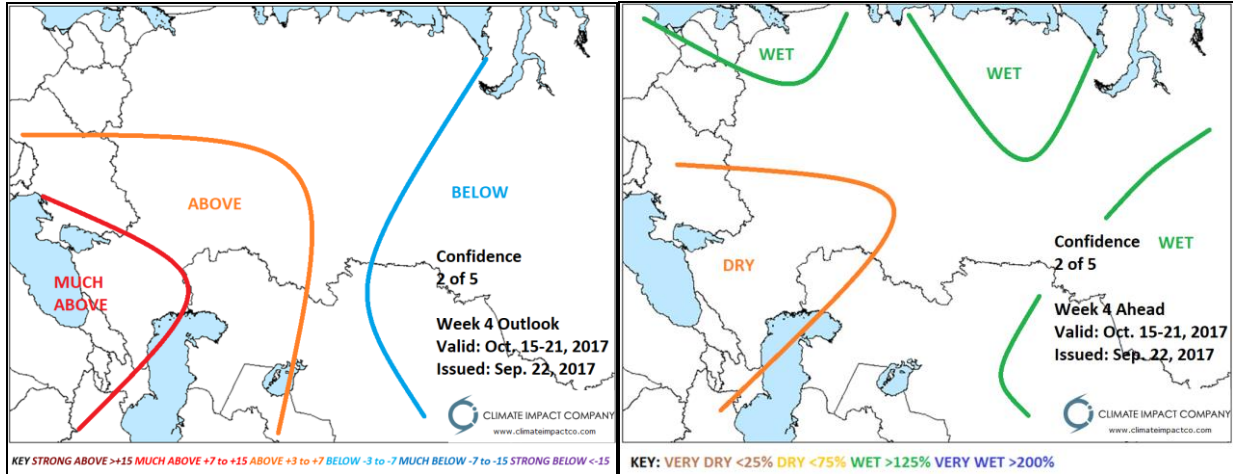 ABOVE
BELOW
MUCH
ABOVE
Confidence
2 of 5
Week 4 Outlook
Valid: Oct. 15-21, 2017
Issued: Sep. 22, 2017
CLIMATE IMPACT COMPANY
www.climateimpactco.com
KEY STRONG ABOVE >+15 MUCH ABOVE +7 to +15 ABOVE +3 to +7 BELOW -3 to -7 MUCH BELOW -7 to -15 STRONG BELOW <-15
WET
WET
DRY
WET
Confidence
2 of 5
Week 4 Ahead
Valid: Oct. 15-21, 2017
Issued: Sep. 22, 2017
CLIMATE IMPACT COMPANY
www.climateimpactco.com
KEY: VERY DRY <25% DRY <75% WET >125% VERY WET >200%